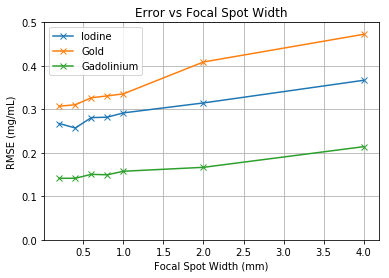 Error vs Focal Spot Width
Iodine
Gold
Gadolinium
RMSE (mg/mL)
0.5
0.4
0.3
0.2
0.1
0.0
0.5 1.0 1.5 2.0 2.5 3.0 3.5 4.0
Focal Spot Width (mm)